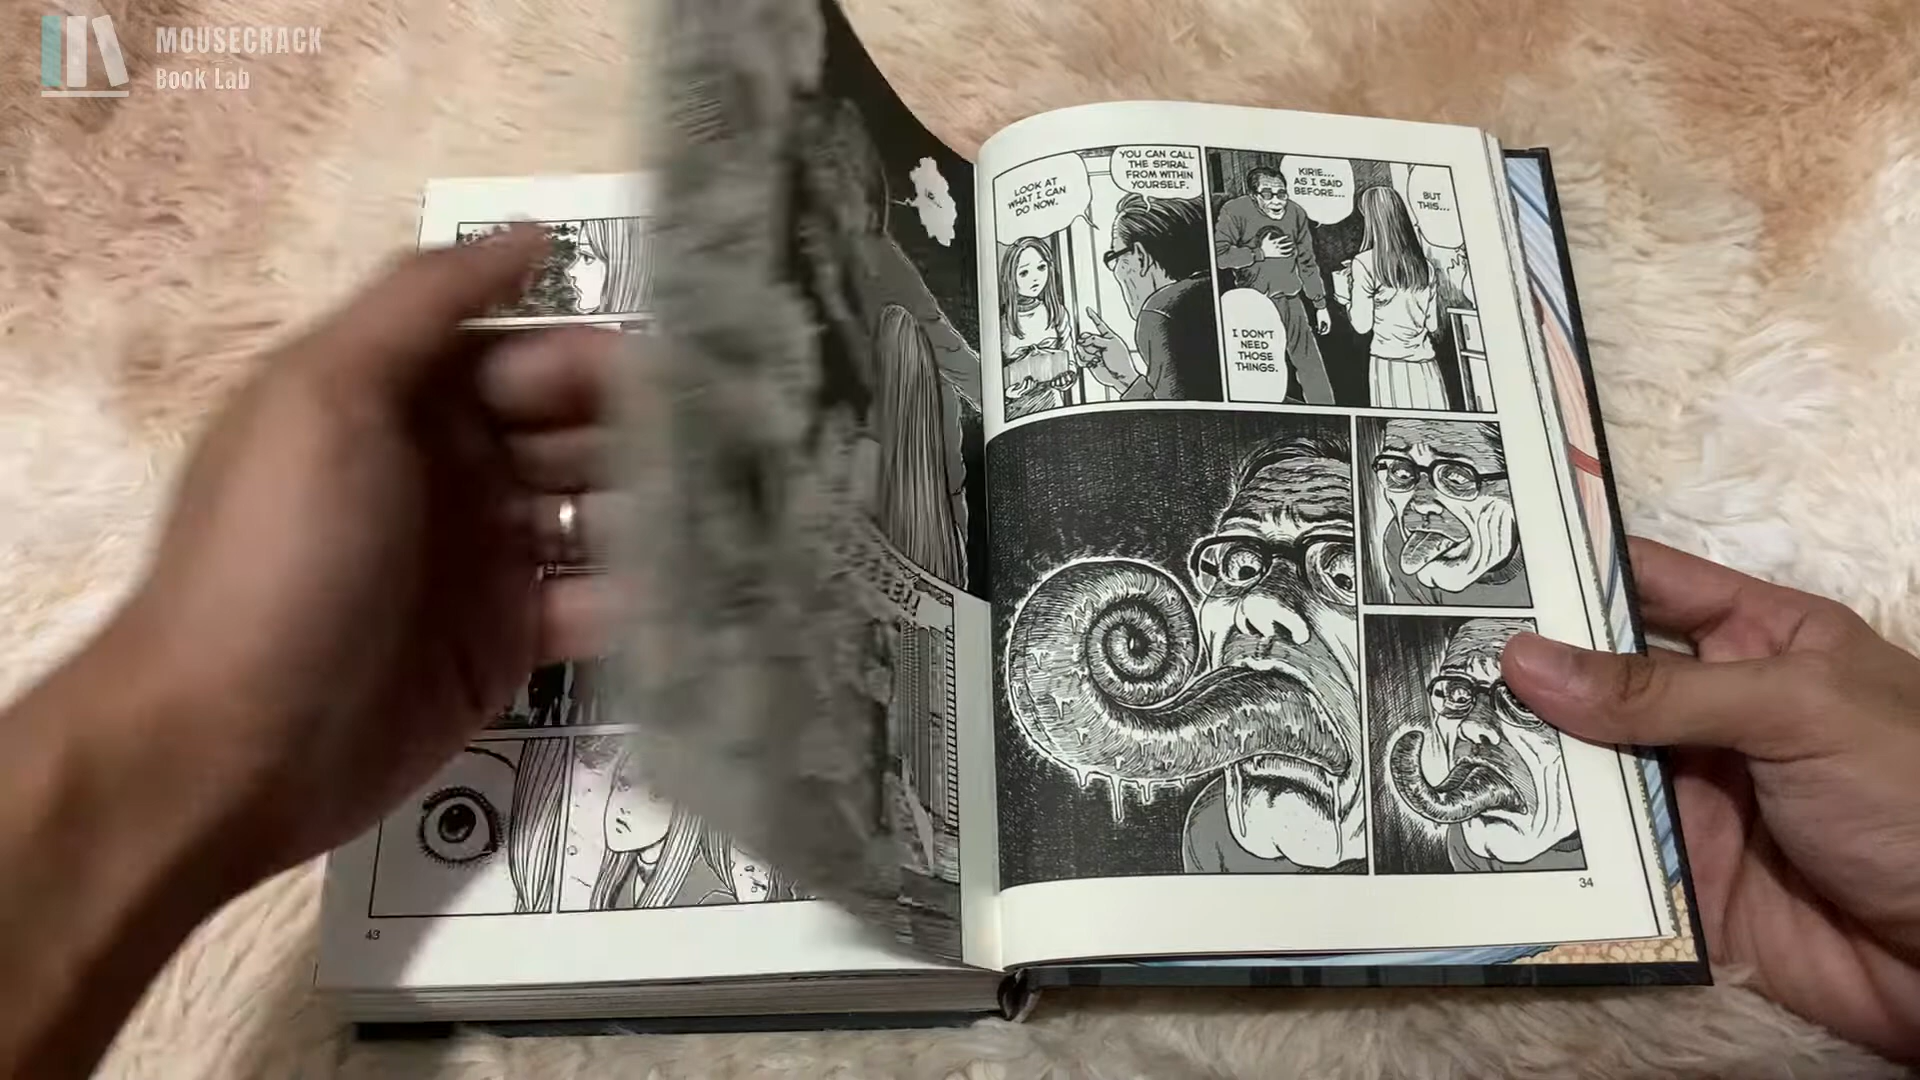 MOUSECRACK
Book Lab
BUT
THIS...
KIRIE...
AS I SAID
BEFORE...
I DON'T
NEED
THOSE
THINGS.
YOU CAN CALL
THE SPIRAL
FROM WITHIN
YOURSELF.
LOOK AT
WHAT I CAN
DO NOW.
34
43